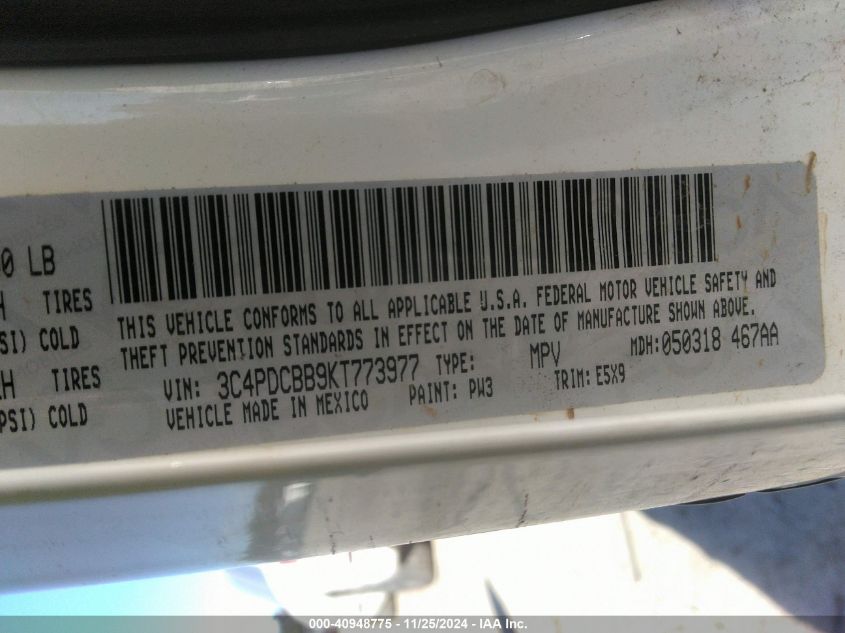 0 LB
TIRES
SI) COLD
THIS VEHICLE CONFORMS TO ALL APPLICABLE U.S.A. FEDERAL MOTOR VEHICLE SAFETY AND
THEFT PREVENTION STANDARDS IN EFFECT ON THE DATE OF MANUFACTURE SHOWN ABOVE.
H TIRES
VIN: 3C4PDCBB9KT773977 TYPE: MPV MDH:050318 467AA
PSI) COLD
VEHICLE MADE IN MEXICO PAINT: PW3 TRIM: E5X9
000-40948775 - 11/25/2024 - IAA Inc.